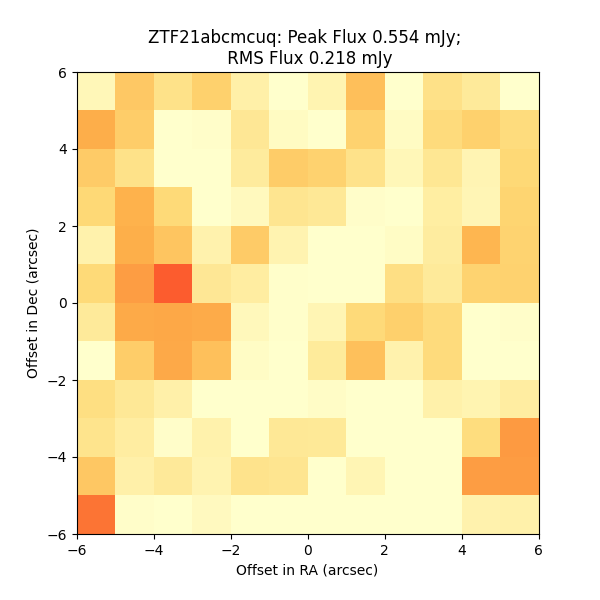 ZTF21abcmcuq: Peak Flux 0.554 mJy;
RMS Flux 0.218 mJy
6
4
2
0
−2
−4
−6
Offset in Dec (arcsec)
−6 −4 −2 0 2 4 6
Offset in RA (arcsec)